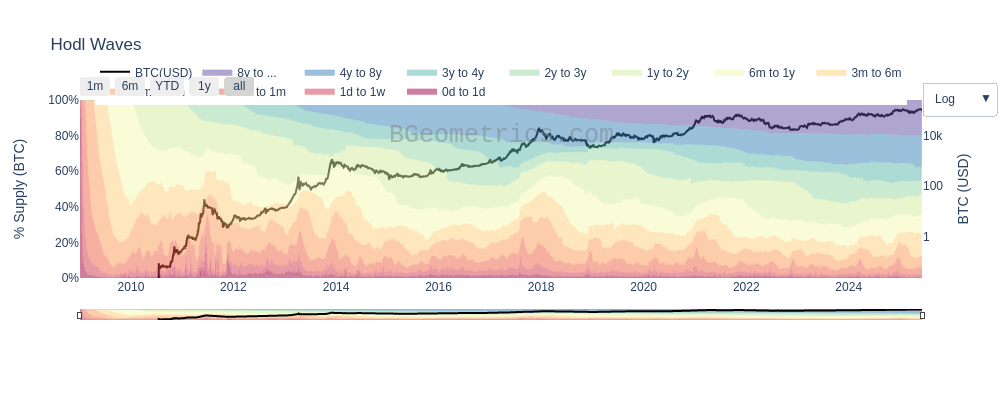 Hodl Waves
BTC(USD) 8y to ... 4y to 8y 3y to 4y 2y to 3y 1y to 2y 6m to 1y 3m to 6m
1m 6m YTD 1y all
to 1m 1d to 1w 0d to 1d
Log ▼
100%
80%
60%
40%
20%
0%
% Supply (BTC)
BGeometrics.com
10k
100
1
BTC (USD)
2010 2012 2014 2016 2018 2020 2022 2024